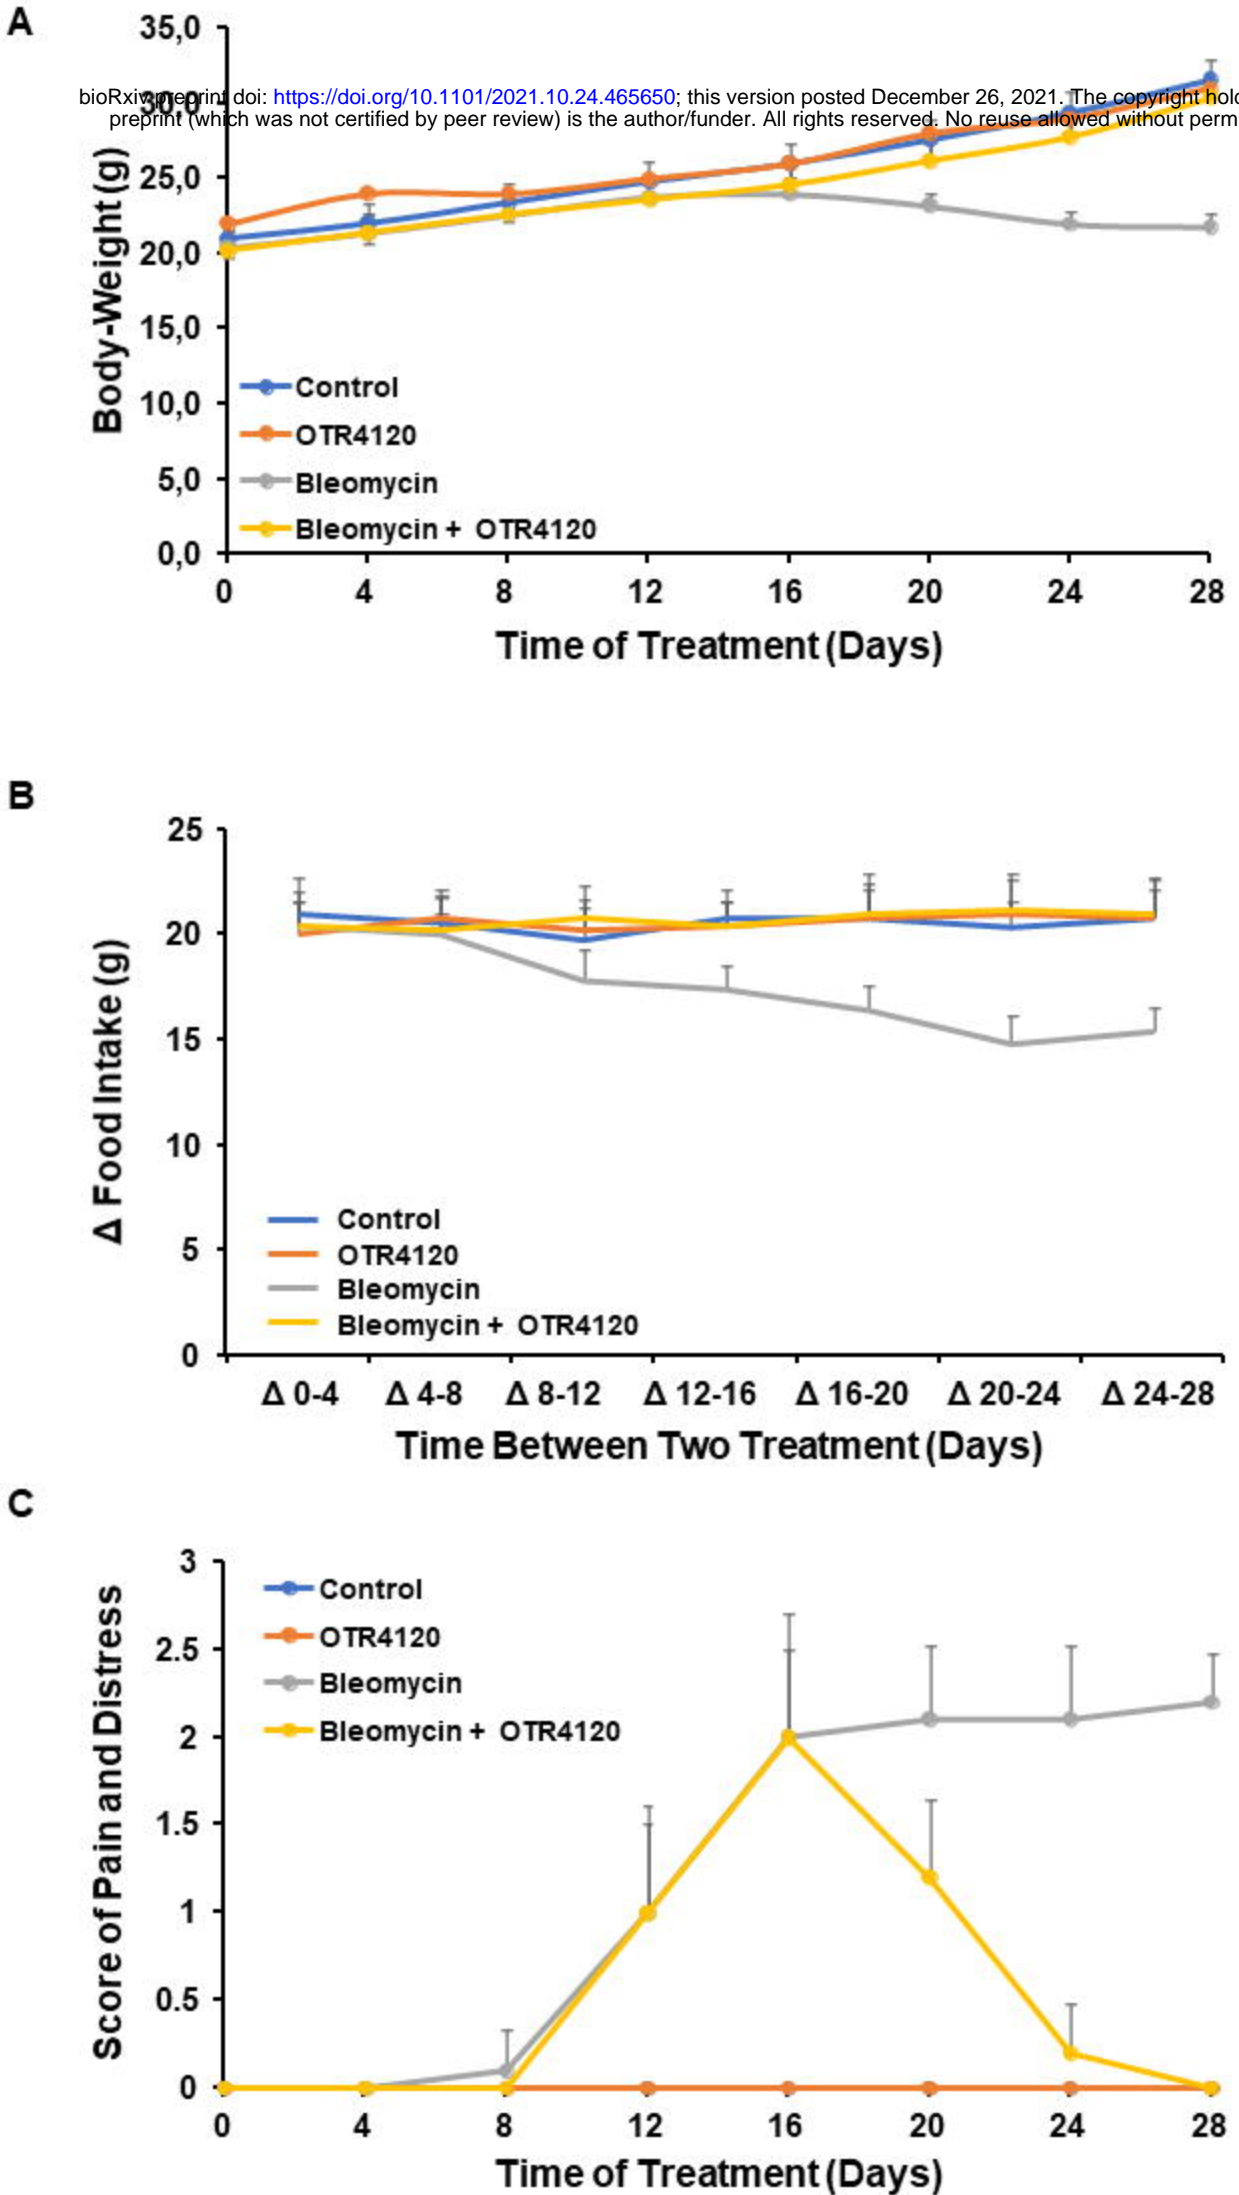 A
35,0
bioRxiv preprint doi: https://doi.org/10.1101/2021.10.24.465650; this version posted December 26, 2021. The copyright hol
preprint (which was not certified by peer review) is the author/funder. All rights reserved. No reuse allowed without perm
30,0
25,0
20,0
15,0
10,0
5,0
0,0
Body-Weight (g)
Control
OTR4120
Bleomycin
Bleomycin + OTR4120
0 4 8 12 16 20 24 28
Time of Treatment (Days)
B
25
20
15
10
5
0
Δ Food Intake (g)
Control
OTR4120
Bleomycin
Bleomycin + OTR4120
Δ 0-4 Δ 4-8 Δ 8-12 Δ 12-16 Δ 16-20 Δ 20-24 Δ 24-28
Time Between Two Treatment (Days)
C
3
2.5
2
1.5
1
0.5
0
Score of Pain and Distress
Control
OTR4120
Bleomycin
Bleomycin + OTR4120
0 4 8 12 16 20 24 28
Time of Treatment (Days)